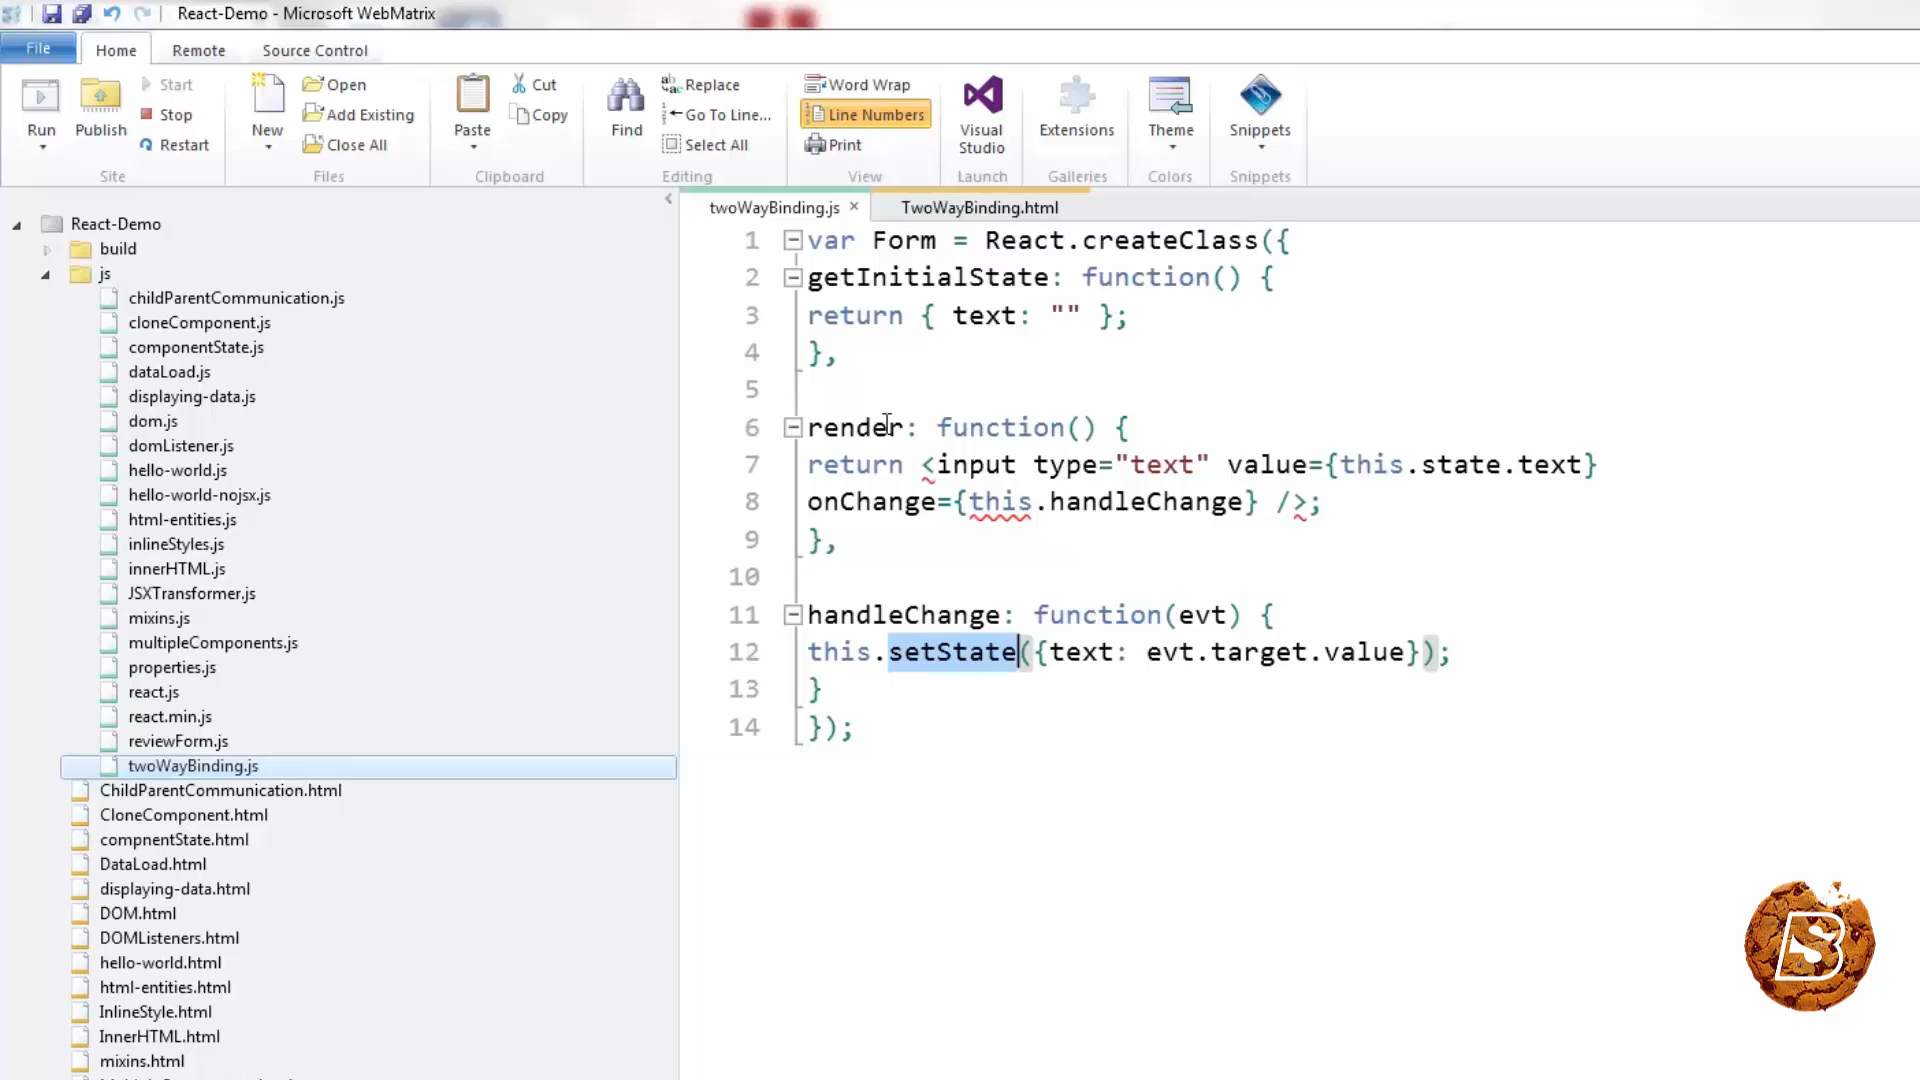 React-Demo - Microsoft WebMatrix
File
Home
Remote
Source Control
Run
Publish
Start
Stop
Restart
Site
New
Open
Add Existing
Close All
Files
Paste
Cut
Copy
Clipboard
Find
Replace
Go To Line...
Select All
Editing
Word Wrap
Line Numbers
Print
View
Visual
Studio
Launch
Extensions
Galleries
Theme
Colors
Snippets
Snippets
React-Demo
build
js
childParentCommunication.js
cloneComponent.js
componentState.js
dataLoad.js
displaying-data.js
dom.js
domListener.js
hello-world.js
hello-world-nojsx.js
html-entities.js
inlineStyles.js
innerHTML.js
JSXTransformer.js
mixins.js
multipleComponents.js
properties.js
react.js
react.min.js
reviewForm.js
twoWayBinding.js
ChildParentCommunication.html
CloneComponent.html
compnentState.html
DataLoad.html
displaying-data.html
DOM.html
DOMListeners.html
hello-world.html
html-entities.html
InlineStyle.html
InnerHTML.html
mixins.html
twoWayBinding.js
TwoWayBinding.html
1 var Form = React.createClass({
2 getInitialState: function() {
3 return { text: "" };
4 },
5
6 render: function() {
7 return <input type="text" value={this.state.text}
8 onChange={this.handleChange} />;
9 },
10
11 handleChange: function(evt) {
12 this.setState({text: evt.target.value});
13 }
14 });